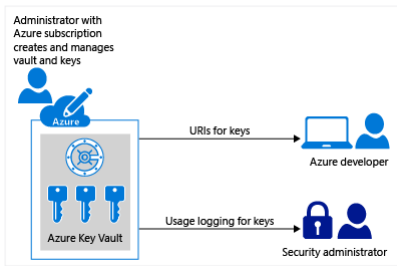 Administrator with
Azure subscription
creates and manages
vault and keys
Azure
URIs for keys
Azure developer
Usage logging for keys
Azure Key Vault
Security administrator